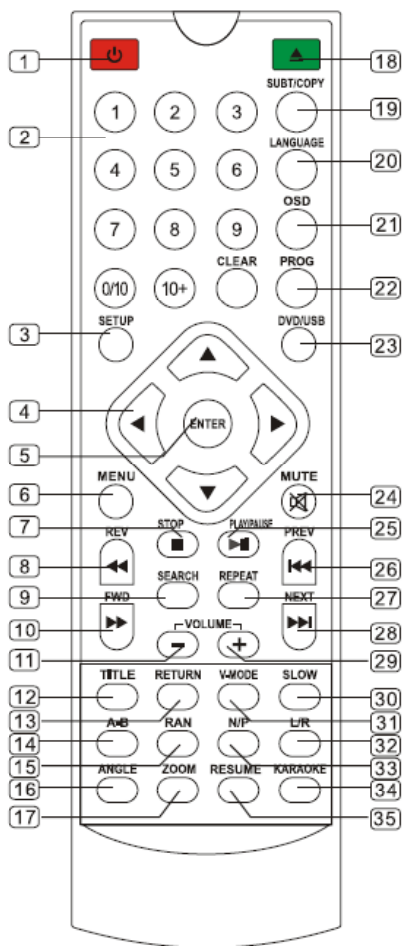 1
18
SUBT/COPY
1 2 3
19
2
LANGUAGE
4 5 6
20
OSD
7 8 9
21
CLEAR PROG
0/10 10+
22
SETUP DVD/USB
3
23
4
ENTER
5
MENU MUTE
6
24
STOP PLAY/PAUSE
7
25
REV PREV
8
26
SEARCH REPEAT
9
27
FWD NEXT
10
28
VOLUME
- +
11
29
TITLE RETURN V-MODE SLOW
12
30
13
31
A-B RAN N/P L/R
14
32
15
33
ANGLE ZOOM RESUME KARAOKE
16
34
17
35